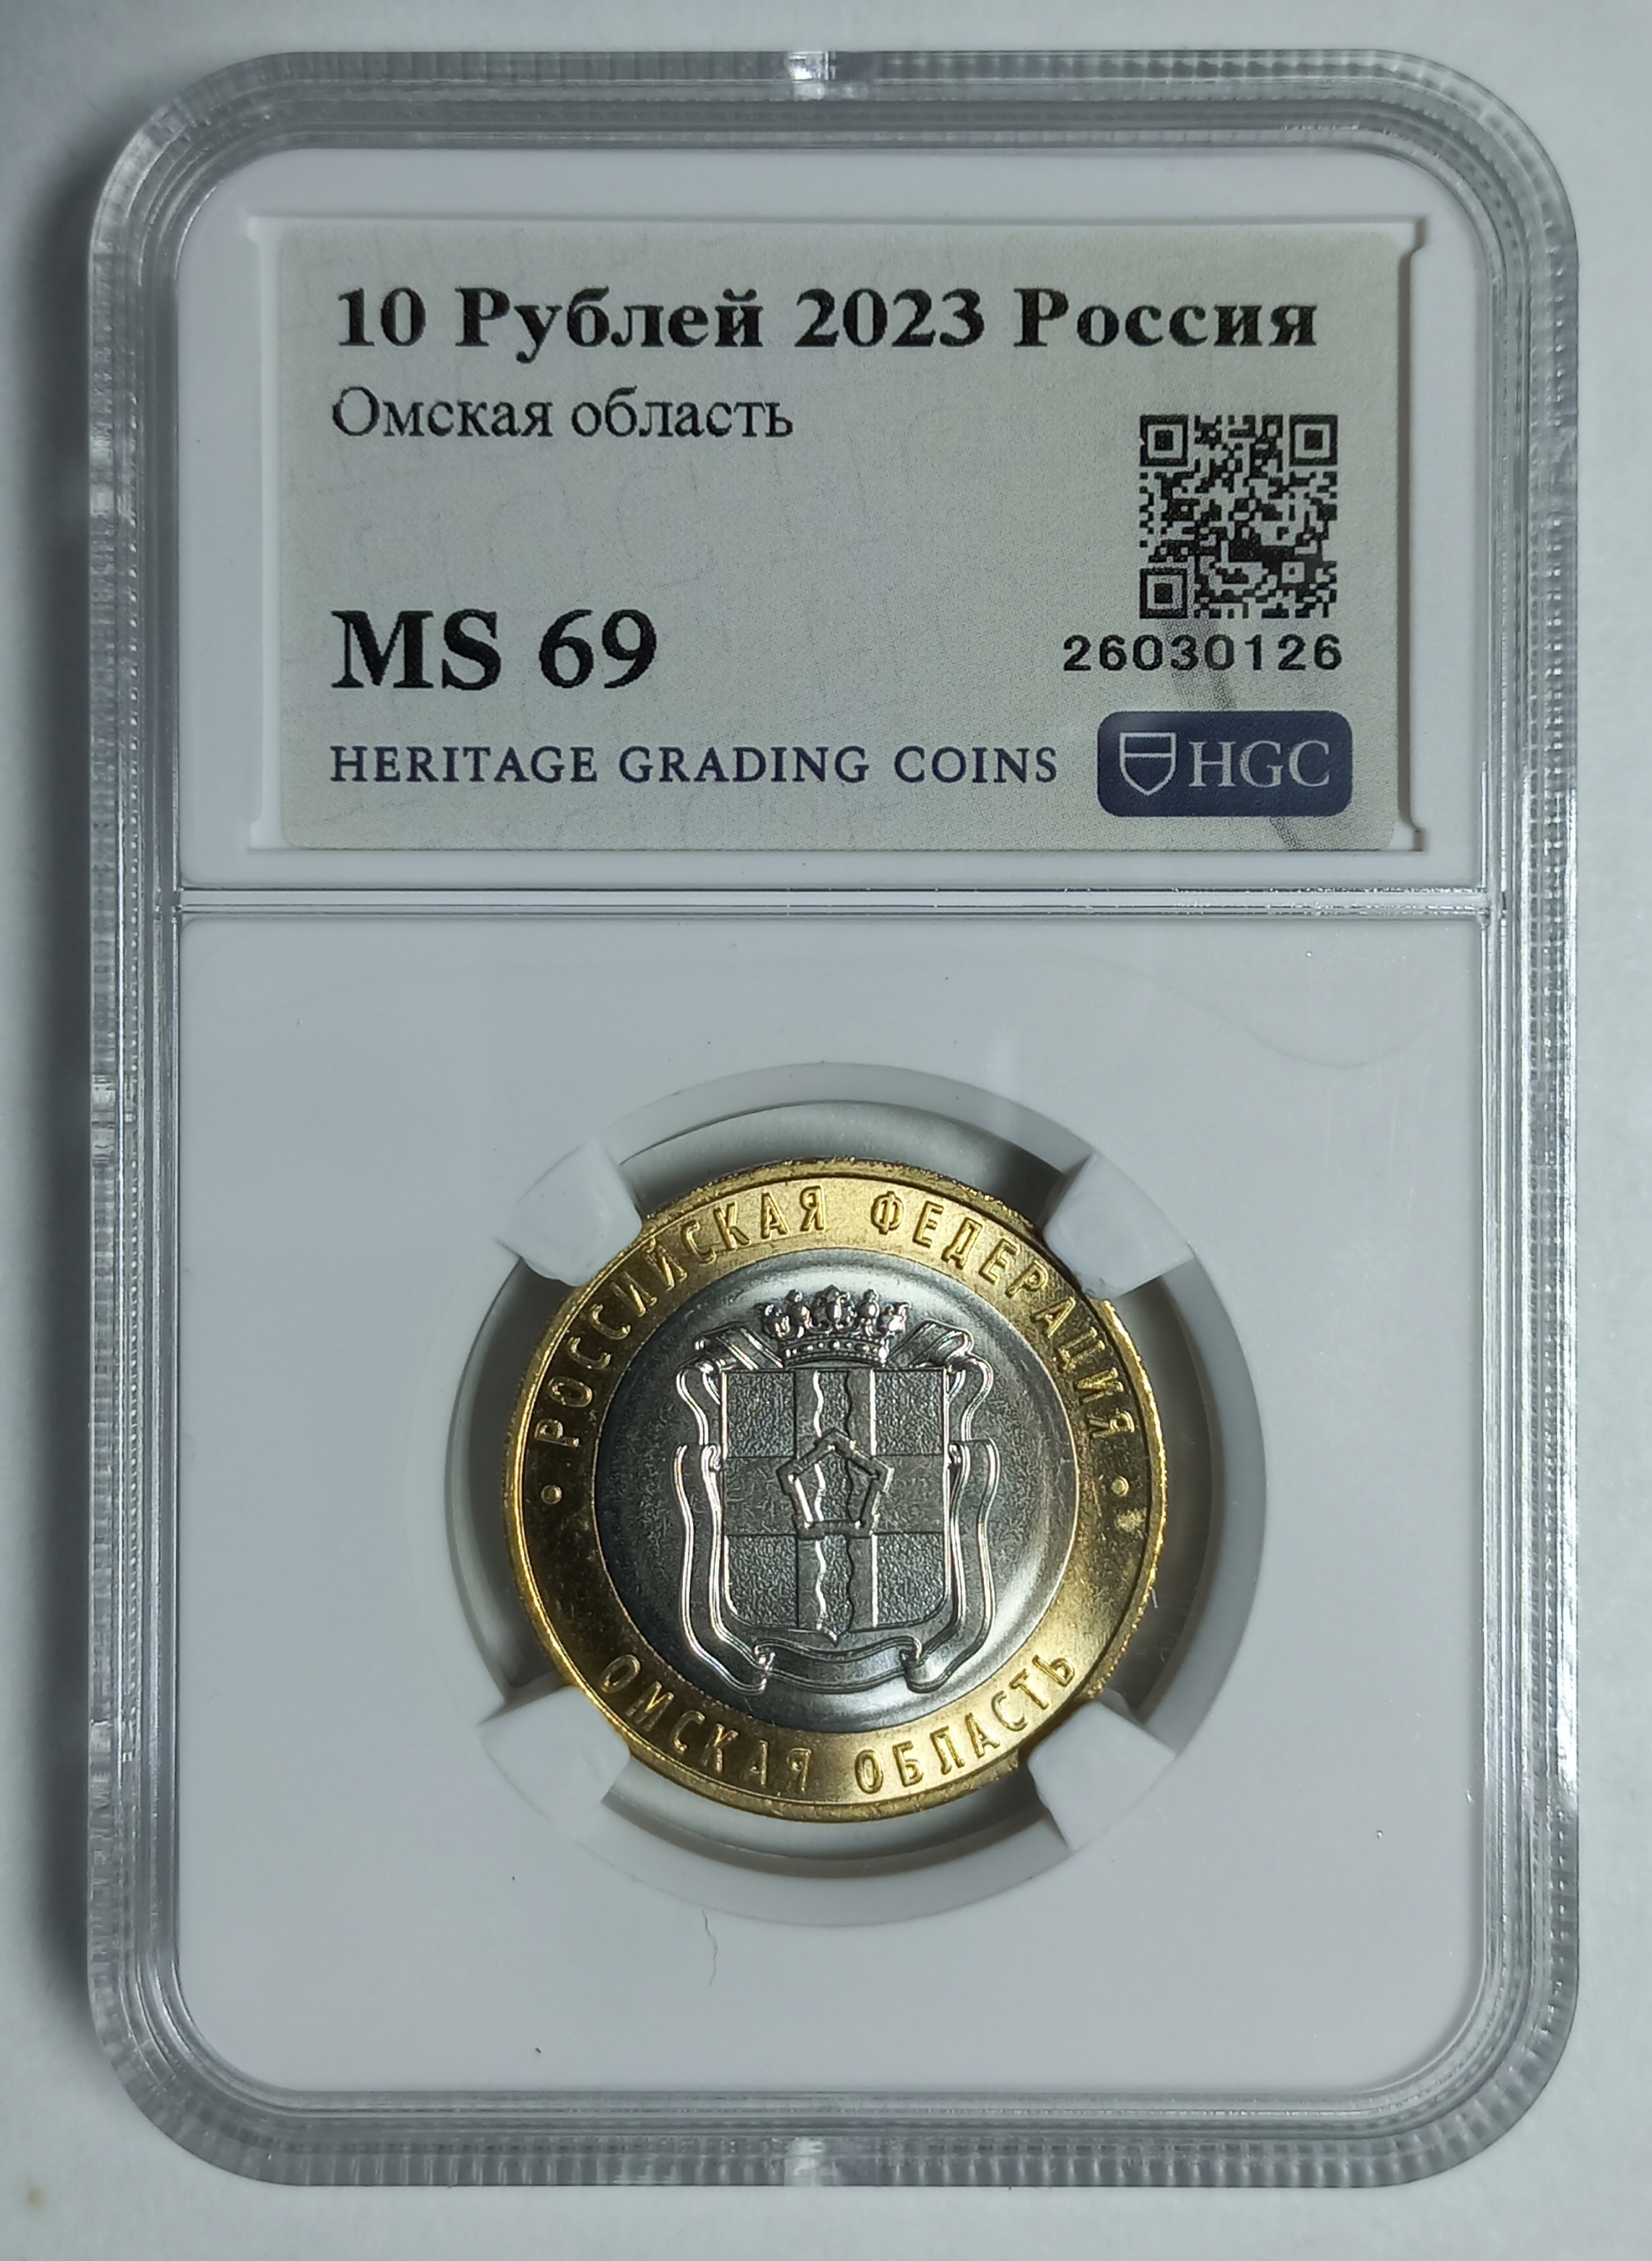 10 Рублей 2023 Россия
Омская область
MS 69
26030126
HERITAGE GRADING COINS
HGC
• РОССИЙСКАЯ ФЕДЕРАЦИЯ •
ОМСКАЯ ОБЛАСТЬ